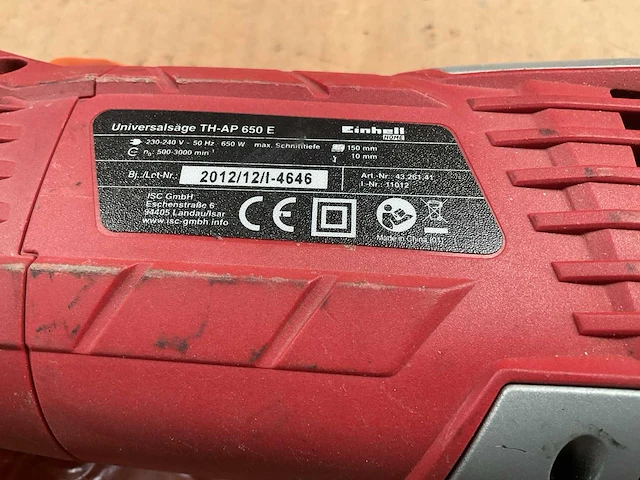 Universalsäge TH-AP 650 E
Einhell
HOME
230-240 V ~ 50 Hz 650 W max. Schnitttiefe 150 mm
n₀: 500-3000 min⁻¹ 10 mm
Bj./Lot-Nr.: 2012/12/I-4646
Art.-Nr.: 43.261.41
I.-Nr.: 11012
ISC GmbH
Eschenstraße 6
94405 Landau/Isar
www.isc-gmbh.info
CE
Made in China (01)